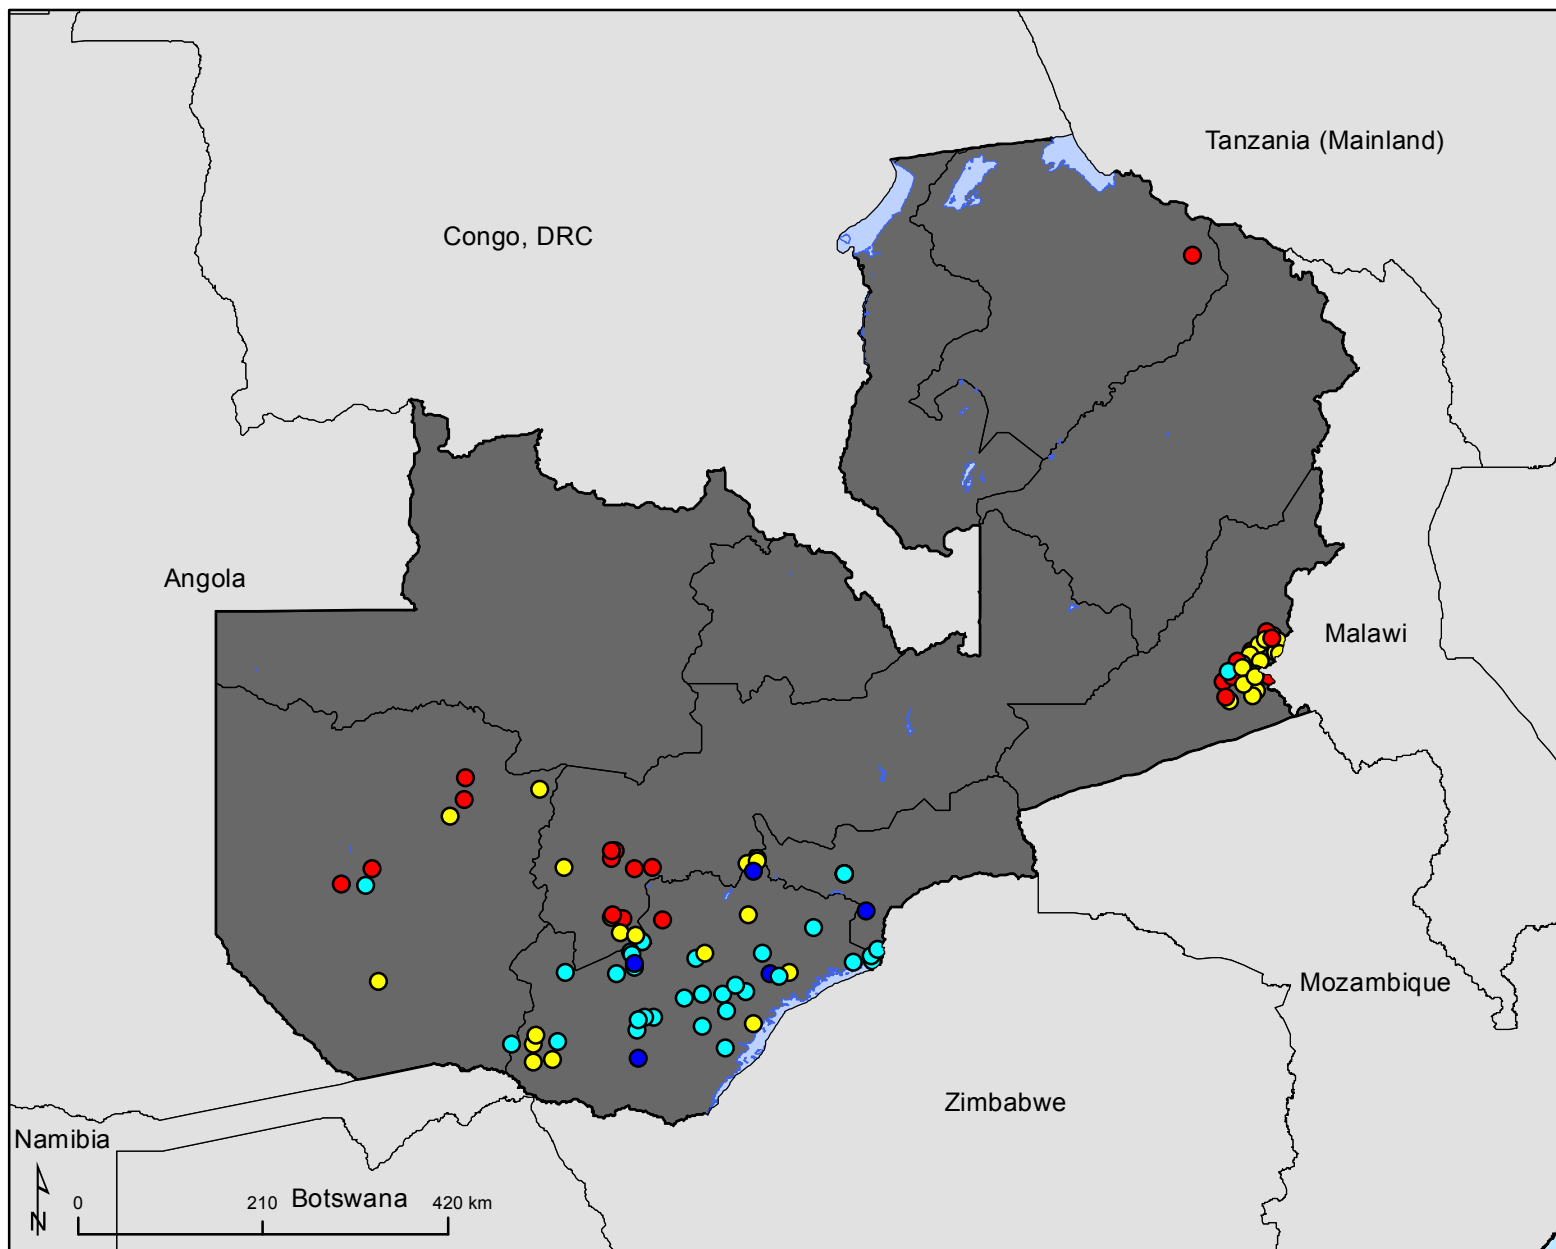 Tanzania (Mainland)
Congo, DRC
Angola
Malawi
Mozambique
Zimbabwe
Namibia
Botswana
0 210 420 km
N